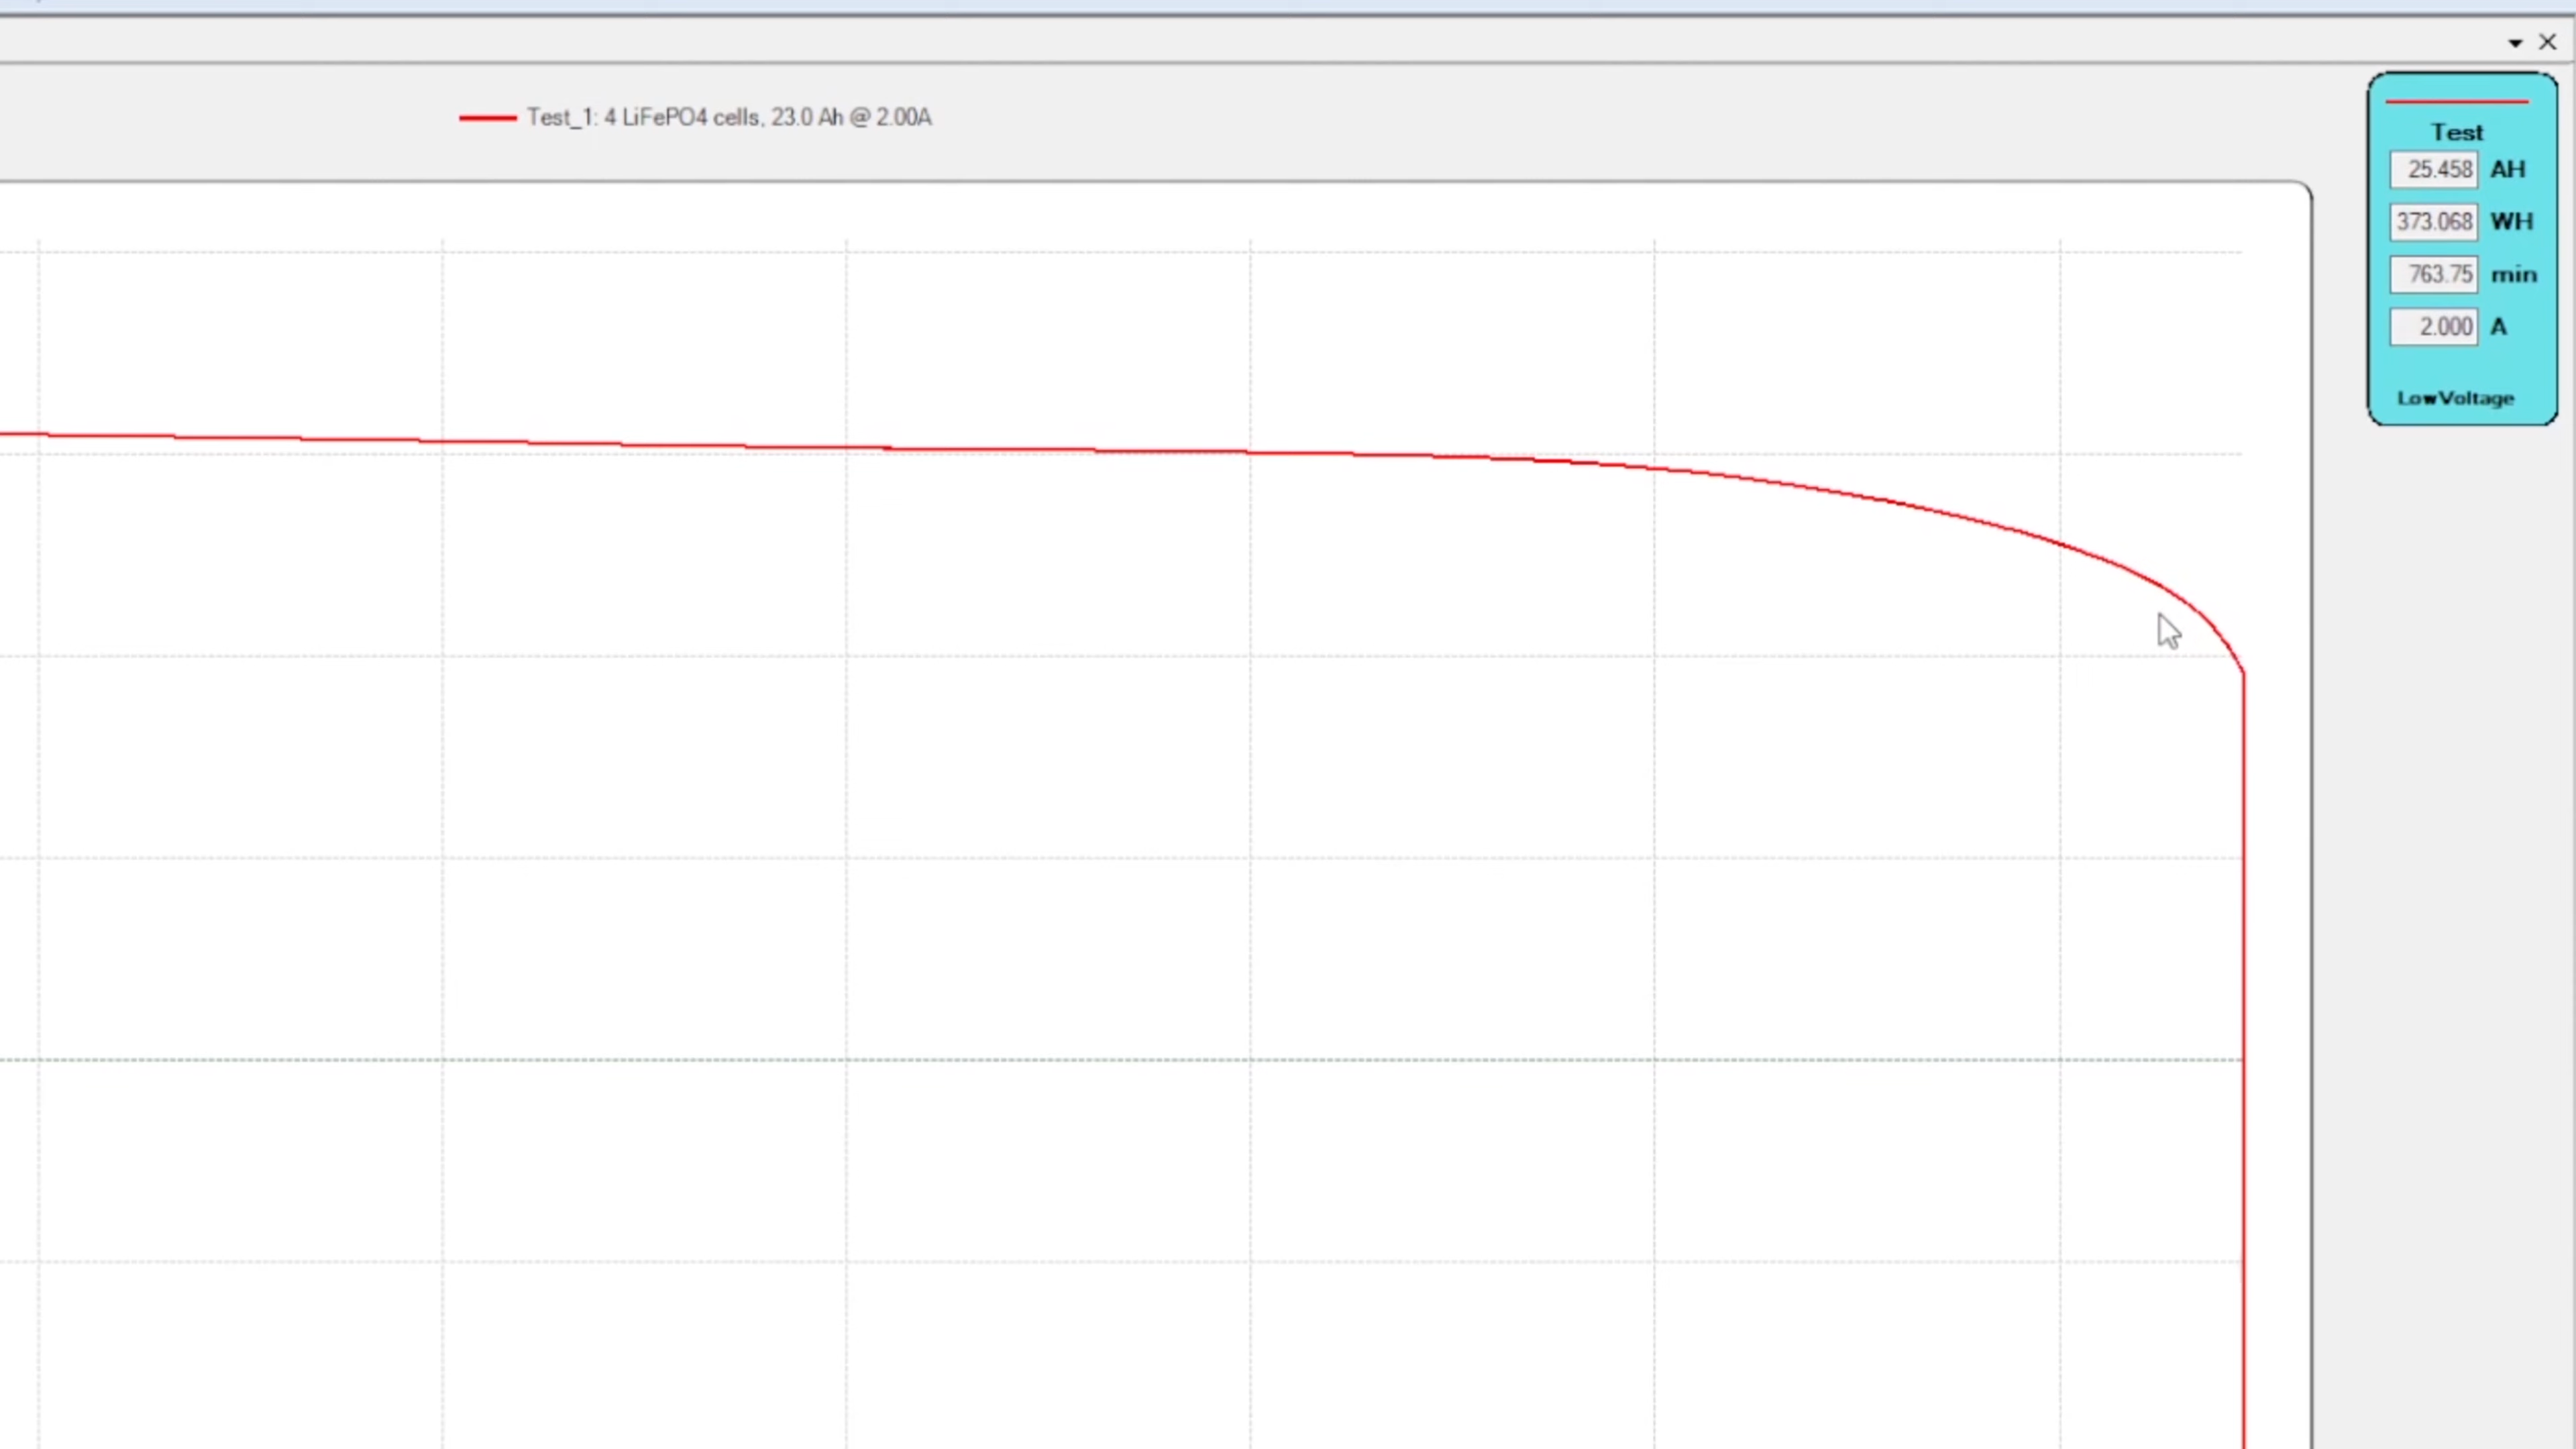 Test_1: 4 LiFePO4 cells, 23.0 Ah @ 2.00A
Test
25.458 AH
373.068 WH
763.75 min
2.000 A
LowVoltage